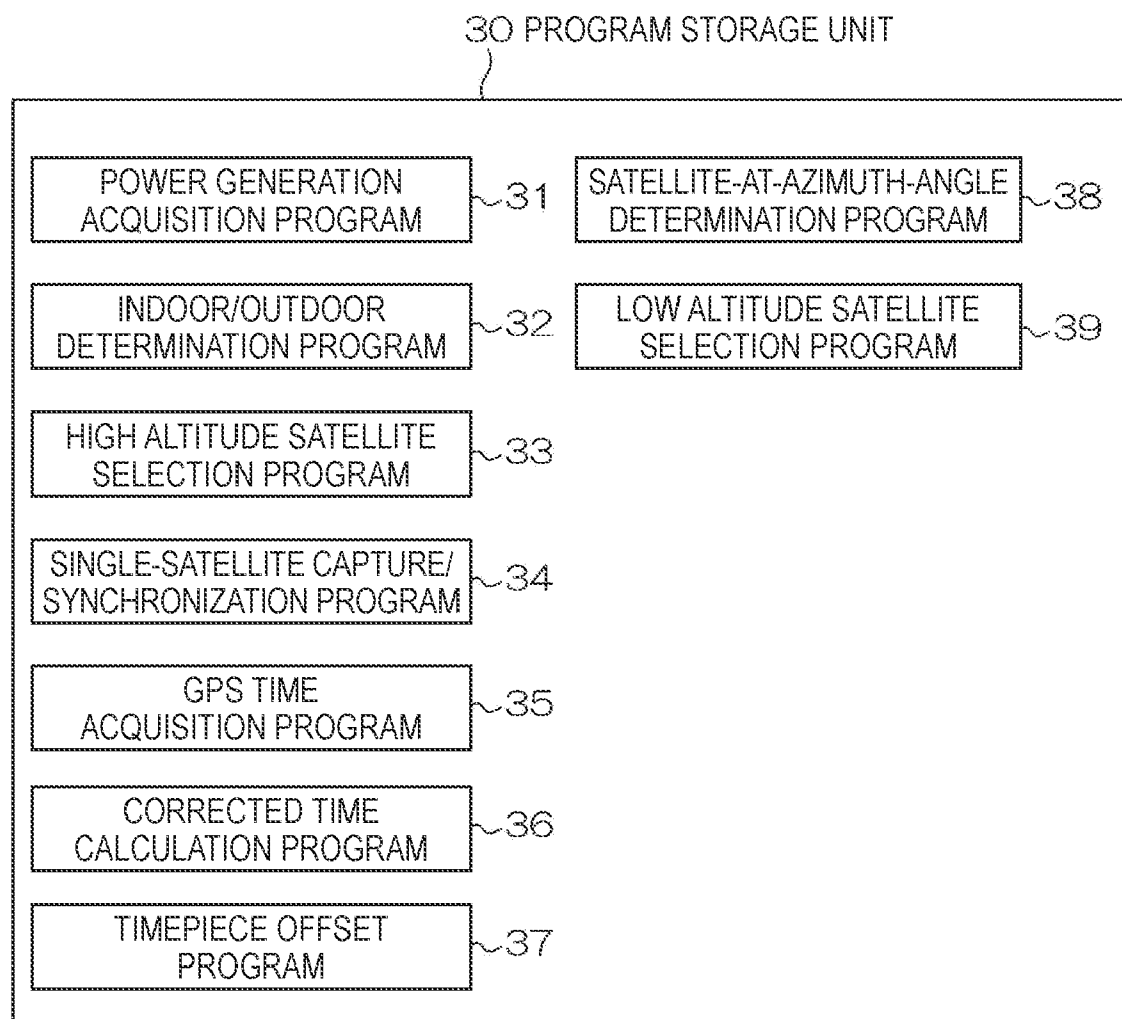 30 PROGRAM STORAGE UNIT
POWER GENERATION
ACQUISITION PROGRAM
31
INDOOR/OUTDOOR
DETERMINATION PROGRAM
32
HIGH ALTITUDE SATELLITE
SELECTION PROGRAM
33
SINGLE-SATELLITE CAPTURE/
SYNCHRONIZATION PROGRAM
34
GPS TIME
ACQUISITION PROGRAM
35
CORRECTED TIME
CALCULATION PROGRAM
36
TIMEPIECE OFFSET
PROGRAM
37
SATELLITE-AT-AZIMUTH-ANGLE
DETERMINATION PROGRAM
38
LOW ALTITUDE SATELLITE
SELECTION PROGRAM
39